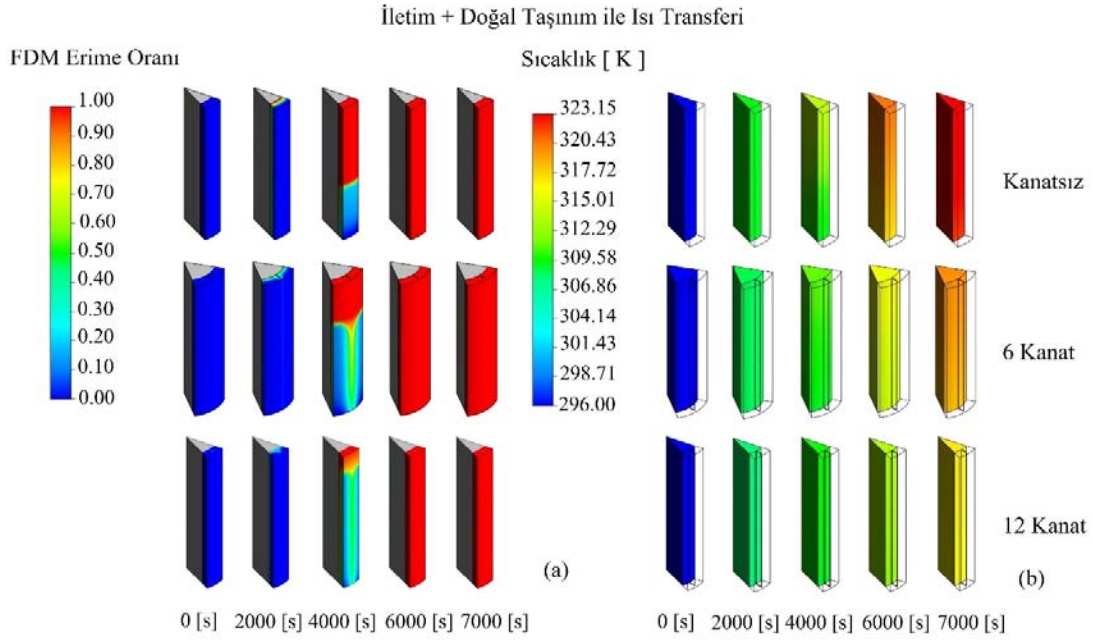 İletim + Doğal Taşınım ile Isı Transferi
FDM Erime Oranı
1.00
0.90
0.80
0.70
0.60
0.50
0.40
0.30
0.20
0.10
0.00
Sıcaklık [ K ]
323.15
320.43
317.72
315.01
312.29
309.58
306.86
304.14
301.43
298.71
296.00
Kanatsız
6 Kanat
12 Kanat
(a)
(b)
0 [s] 2000 [s] 4000 [s] 6000 [s] 7000 [s]
0 [s] 2000 [s] 4000 [s] 6000 [s] 7000 [s]